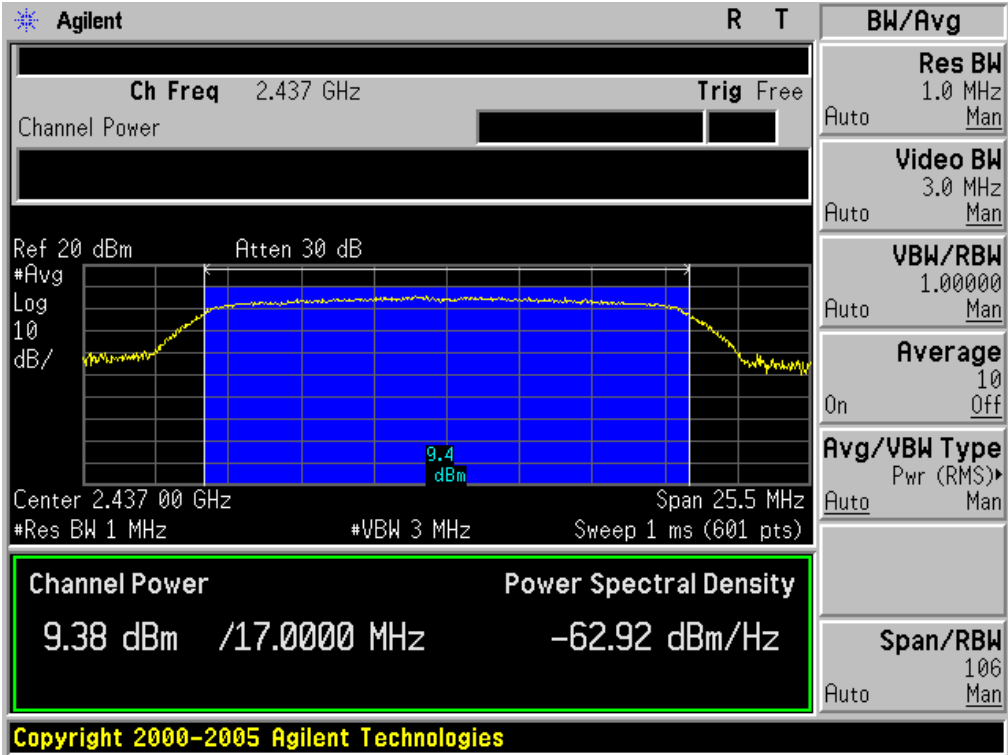 Agilent R T
BW/Avg
Ch Freq 2.437 GHz Trig Free
Channel Power
Res BW
1.0 MHz
Auto Man
Video BW
3.0 MHz
Auto Man
VBW/RBW
1.00000
Auto Man
Average
10
On Off
Avg/VBW Type
Pwr (RMS)
Auto Man
Span/RBW
106
Auto Man
Ref 20 dBm Atten 30 dB
#Avg
Log
10
dB/
9.4
dBm
Center 2.437 00 GHz Span 25.5 MHz
#Res BW 1 MHz #VBW 3 MHz Sweep 1 ms (601 pts)
Channel Power Power Spectral Density
9.38 dBm /17.0000 MHz -62.92 dBm/Hz
Copyright 2000-2005 Agilent Technologies